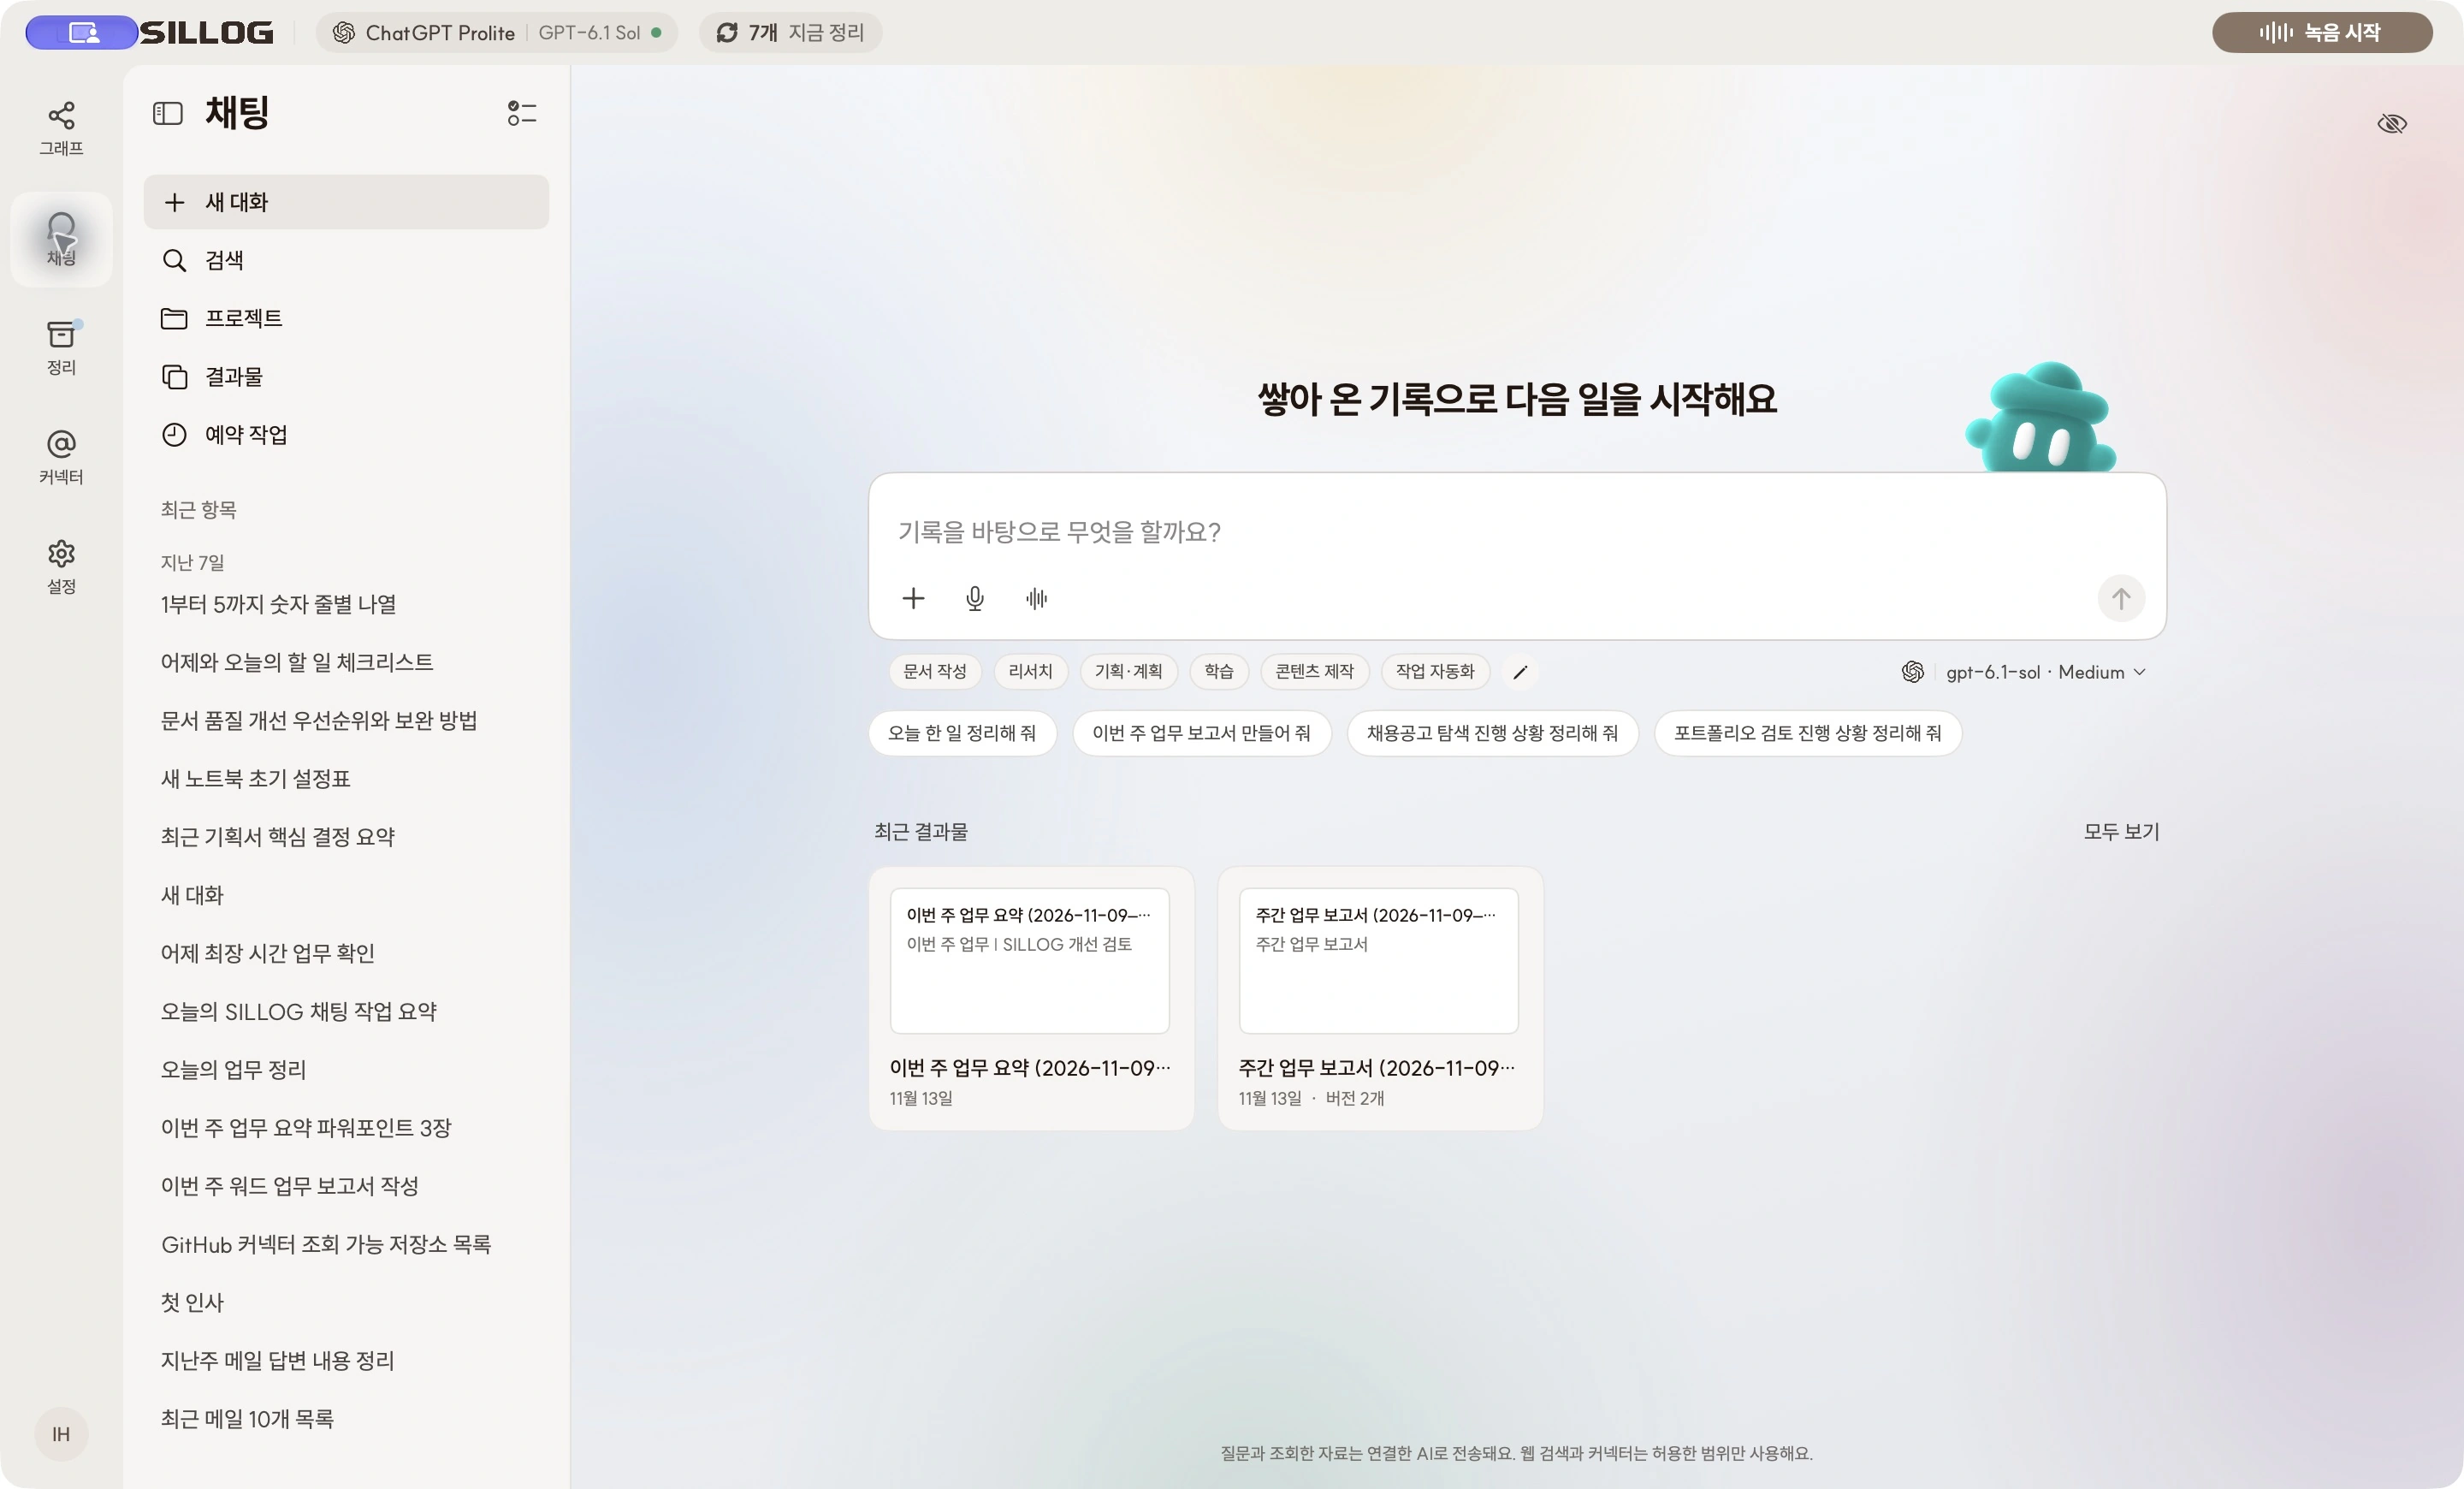 SILLOG
ChatGPT Prolite
GPT-6.1 Sol
7개 지금 정리
녹음 시작
그래프
채팅
정리
커넥터
설정
IH
채팅
새 대화
검색
프로젝트
결과물
예약 작업
최근 항목
지난 7일
1부터 5까지 숫자 줄별 나열
어제와 오늘의 할 일 체크리스트
문서 품질 개선 우선순위와 보완 방법
새 노트북 초기 설정표
최근 기획서 핵심 결정 요약
새 대화
어제 최장 시간 업무 확인
오늘의 SILLOG 채팅 작업 요약
오늘의 업무 정리
이번 주 업무 요약 파워포인트 3장
이번 주 워드 업무 보고서 작성
GitHub 커넥터 조회 가능 저장소 목록
첫 인사
지난주 메일 답변 내용 정리
최근 메일 10개 목록
쌓아 온 기록으로 다음 일을 시작해요
기록을 바탕으로 무엇을 할까요?
문서 작성
리서치
기획·계획
학습
콘텐츠 제작
작업 자동화
gpt-6.1-sol · Medium
오늘 한 일 정리해 줘
이번 주 업무 보고서 만들어 줘
채용공고 탐색 진행 상황 정리해 줘
포트폴리오 검토 진행 상황 정리해 줘
최근 결과물
모두 보기
이번 주 업무 요약 (2026-11-09–…
이번 주 업무 | SILLOG 개선 검토
이번 주 업무 요약 (2026-11-09…
11월 13일
주간 업무 보고서 (2026-11-09–…
주간 업무 보고서
주간 업무 보고서 (2026-11-09…
11월 13일 · 버전 2개
질문과 조회한 자료는 연결한 AI로 전송돼요. 웹 검색과 커넥터는 허용한 범위만 사용해요.